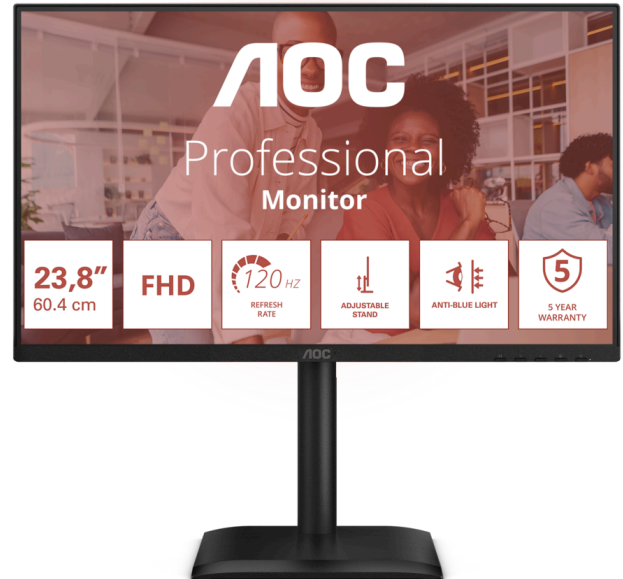 AOC
Professional
Monitor
23,8"
60.4 cm
FHD
120 HZ
REFRESH
RATE
ADJUSTABLE
STAND
ANTI-BLUE LIGHT
5
5 YEAR
WARRANTY
AOC